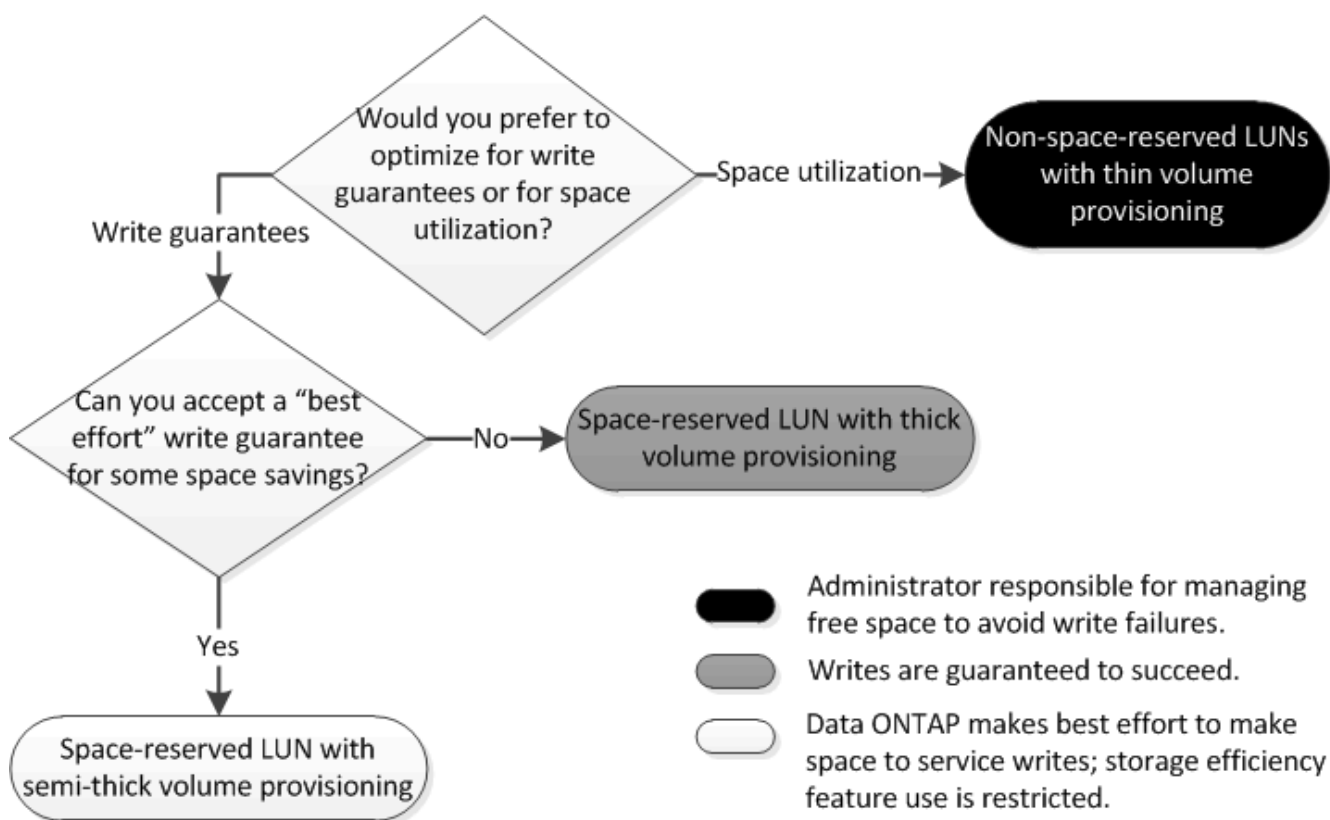 Would you prefer to
optimize for write
guarantees or for space
utilization?
Space utilization
Non-space-reserved LUNs
with thin volume
provisioning
Write guarantees
Can you accept a “best
effort” write guarantee
for some space savings?
No
Space-reserved LUN with thick
volume provisioning
Yes
Space-reserved LUN with
semi-thick volume provisioning
Administrator responsible for managing
free space to avoid write failures.
Writes are guaranteed to succeed.
Data ONTAP makes best effort to make
space to service writes; storage efficiency
feature use is restricted.